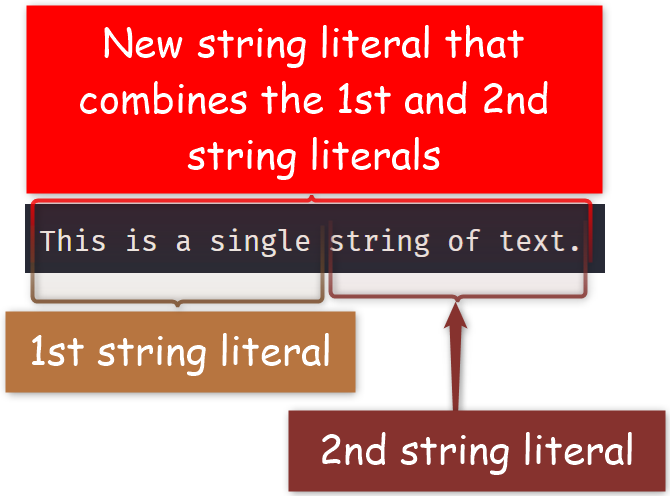 New string literal that
combines the 1st and 2nd
string literals
This is a single string of text.
1st string literal
2nd string literal